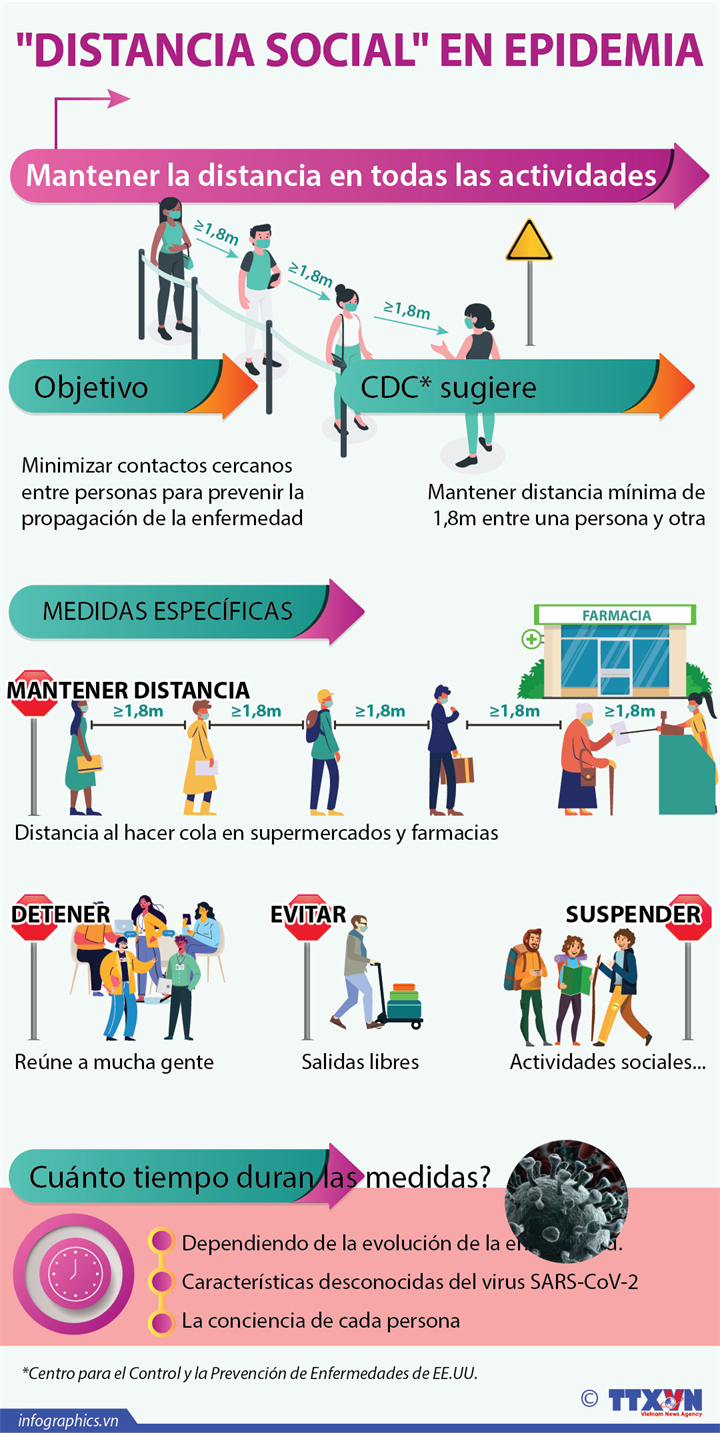 "DISTANCIA SOCIAL" EN EPIDEMIA
Mantener la distancia en todas las actividades
≥1,8m
≥1,8m
≥1,8m
Objetivo
CDC* sugiere
Minimizar contactos cercanos
entre personas para prevenir la
propagación de la enfermedad
Mantener distancia mínima de
1,8m entre una persona y otra
MEDIDAS ESPECÍFICAS
FARMACIA
MANTENER DISTANCIA
≥1,8m
≥1,8m
≥1,8m
≥1,8m
≥1,8m
Distancia al hacer cola en supermercados y farmacias
DETENER
EVITAR
SUSPENDER
Reúne a mucha gente
Salidas libres
Actividades sociales...
Cuánto tiempo duran las medidas?
Dependiendo de la evolución de la
Características desconocidas del virus SARS-CoV-2
La conciencia de cada persona
*Centro para el Control y la Prevención de Enfermedades de EE.UU.
© TTXVN
Vietnam News Agency
infographics.vn